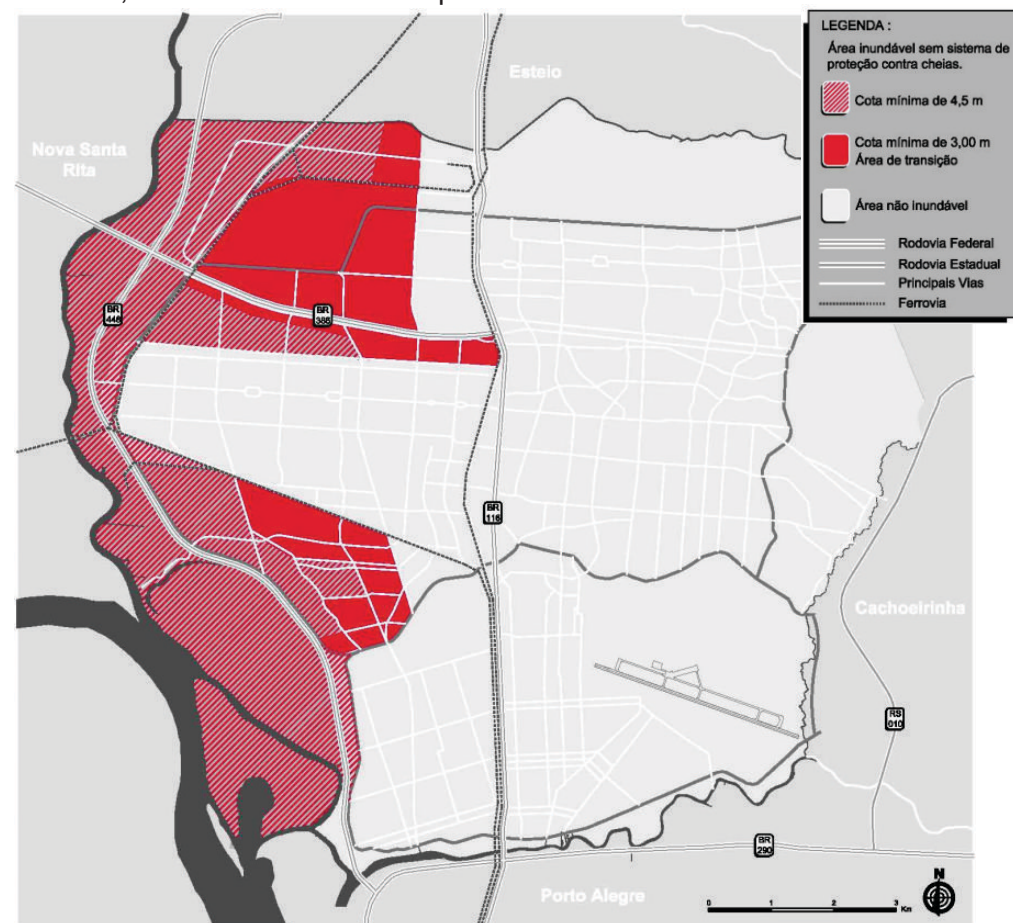 LEGENDA :
Área inundável sem sistema de
proteção contra cheias.
Cota mínima de 4,5 m
Cota mínima de 3,00 m
Área de transição
Área não inundável
Rodovia Federal
Rodovia Estadual
Principais Vias
Ferrovia
Esteio
Nova Santa
Rita
BR
448
BR
386
BR
116
Cachoeirinha
RS
010
BR
290
Porto Alegre
N
0 1 2 3
Km